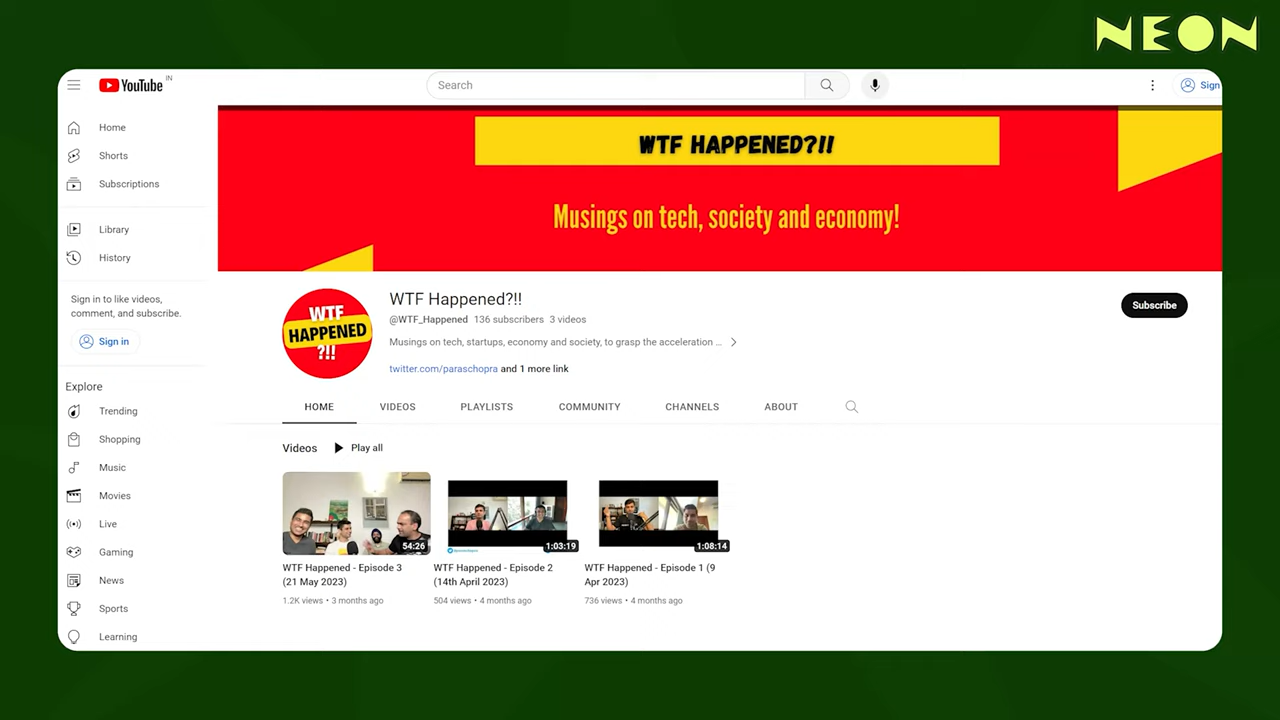 NEON
YouTube IN
Search
Sign
Home
Shorts
Subscriptions
Library
History
Sign in to like videos,
comment, and subscribe.
Sign in
Explore
Trending
Shopping
Music
Movies
Live
Gaming
News
Sports
Learning
WTF HAPPENED?!!
Musings on tech, society and economy!
WTF
HAPPENED
?!!
WTF Happened?!!
@WTF_Happened 136 subscribers 3 videos
Musings on tech, startups, economy and society, to grasp the acceleration ...
twitter.com/paraschopra and 1 more link
Subscribe
HOME VIDEOS PLAYLISTS COMMUNITY CHANNELS ABOUT
Videos Play all
54:26
1:03:19
1:08:14
WTF Happened - Episode 3
(21 May 2023)
1.2K views • 3 months ago
WTF Happened - Episode 2
(14th April 2023)
504 views • 4 months ago
WTF Happened - Episode 1 (9
Apr 2023)
736 views • 4 months ago